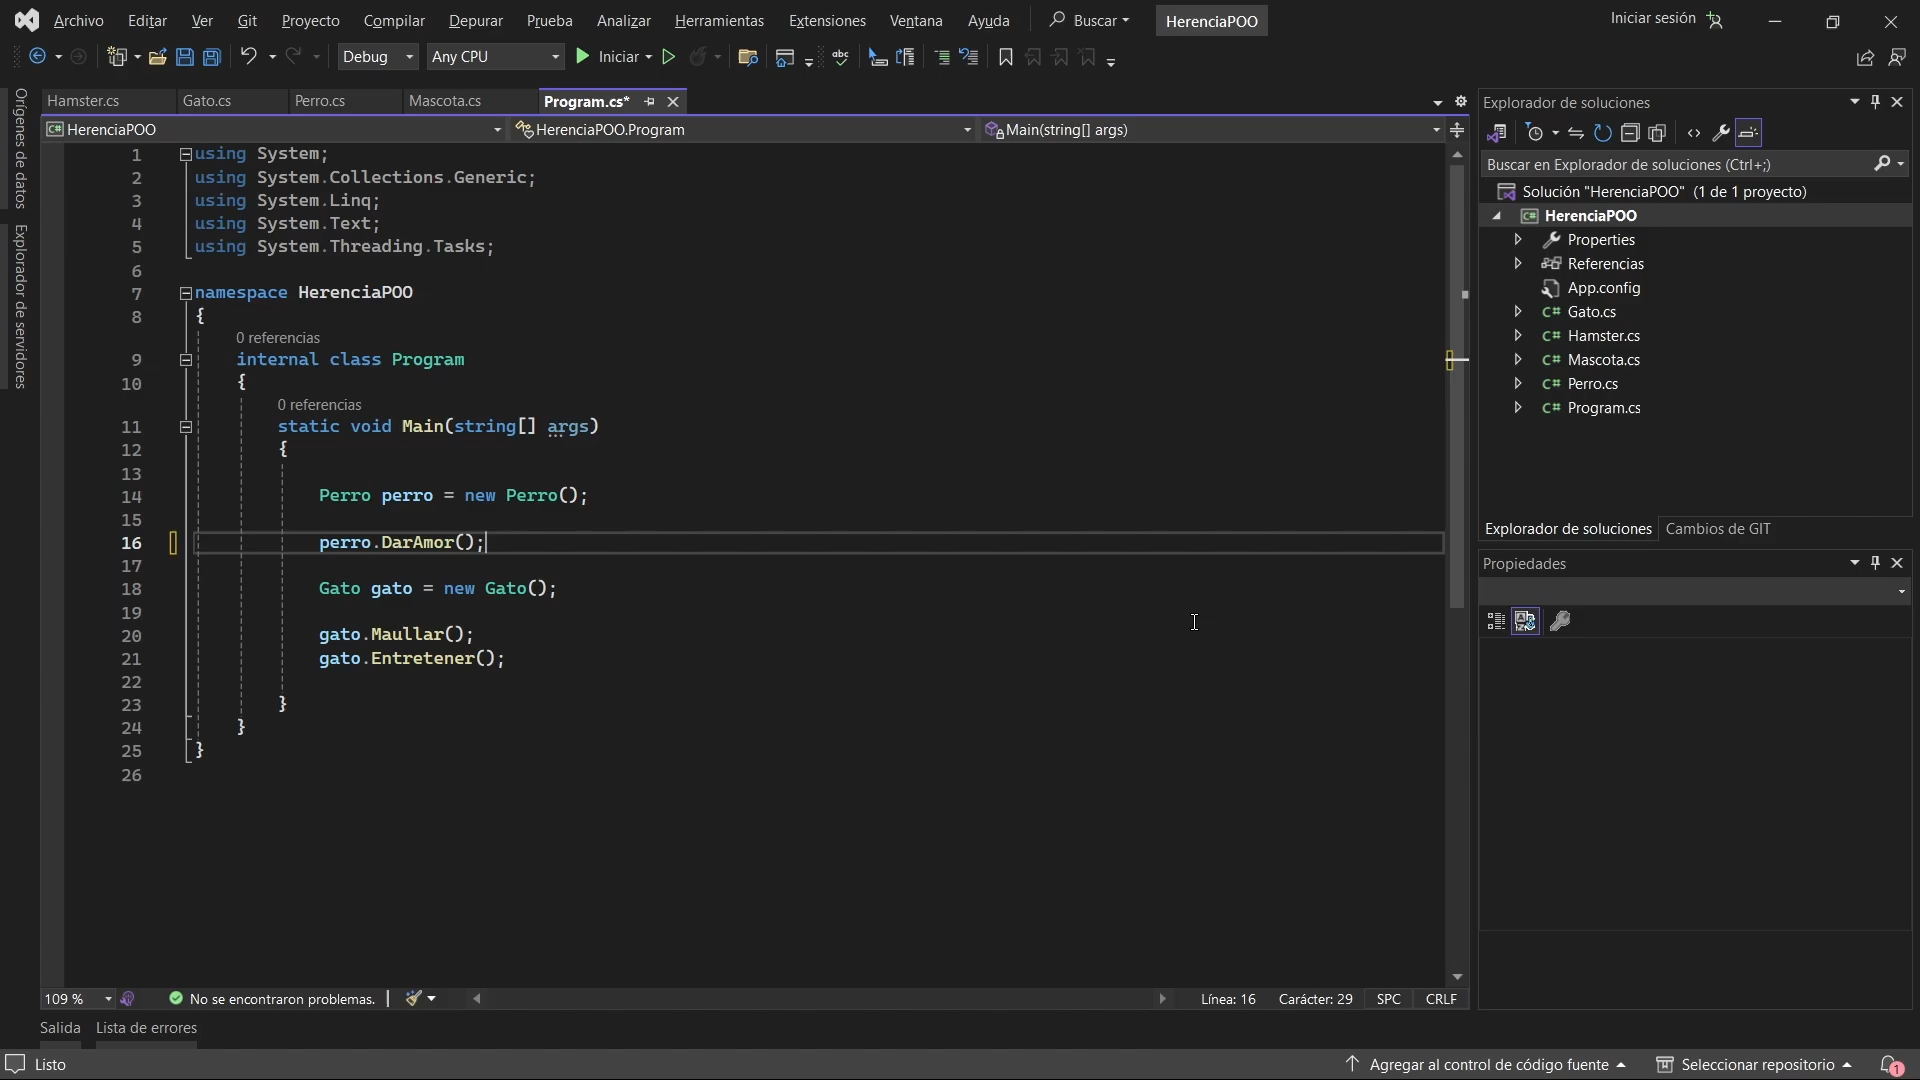 Archivo Editar Ver Git Proyecto Compilar Depurar Prueba Analizar Herramientas Extensiones Ventana Ayuda Buscar HerenciaPOO Iniciar sesión
Debug Any CPU Iniciar abc
Orígenes de datos
Explorador de servidores
Hamster.cs Gato.cs Perro.cs Mascota.cs Program.cs*
HerenciaPOO HerenciaPOO.Program Main(string[] args)
1 using System;
2 using System.Collections.Generic;
3 using System.Linq;
4 using System.Text;
5 using System.Threading.Tasks;
6
7 namespace HerenciaPOO
8 {
0 referencias
9 internal class Program
10 {
0 referencias
11 static void Main(string[] args)
12 {
13
14 Perro perro = new Perro();
15
16 perro.DarAmor();
17
18 Gato gato = new Gato();
19
20 gato.Maullar();
21 gato.Entretener();
22
23 }
24 }
25 }
26
109 % No se encontraron problemas. Línea: 16 Carácter: 29 SPC CRLF
Salida Lista de errores
Explorador de soluciones
Buscar en Explorador de soluciones (Ctrl+;)
Solución "HerenciaPOO" (1 de 1 proyecto)
C# HerenciaPOO
Properties
Referencias
App.config
C# Gato.cs
C# Hamster.cs
C# Mascota.cs
C# Perro.cs
C# Program.cs
Explorador de soluciones Cambios de GIT
Propiedades
Listo Agregar al control de código fuente Seleccionar repositorio 1